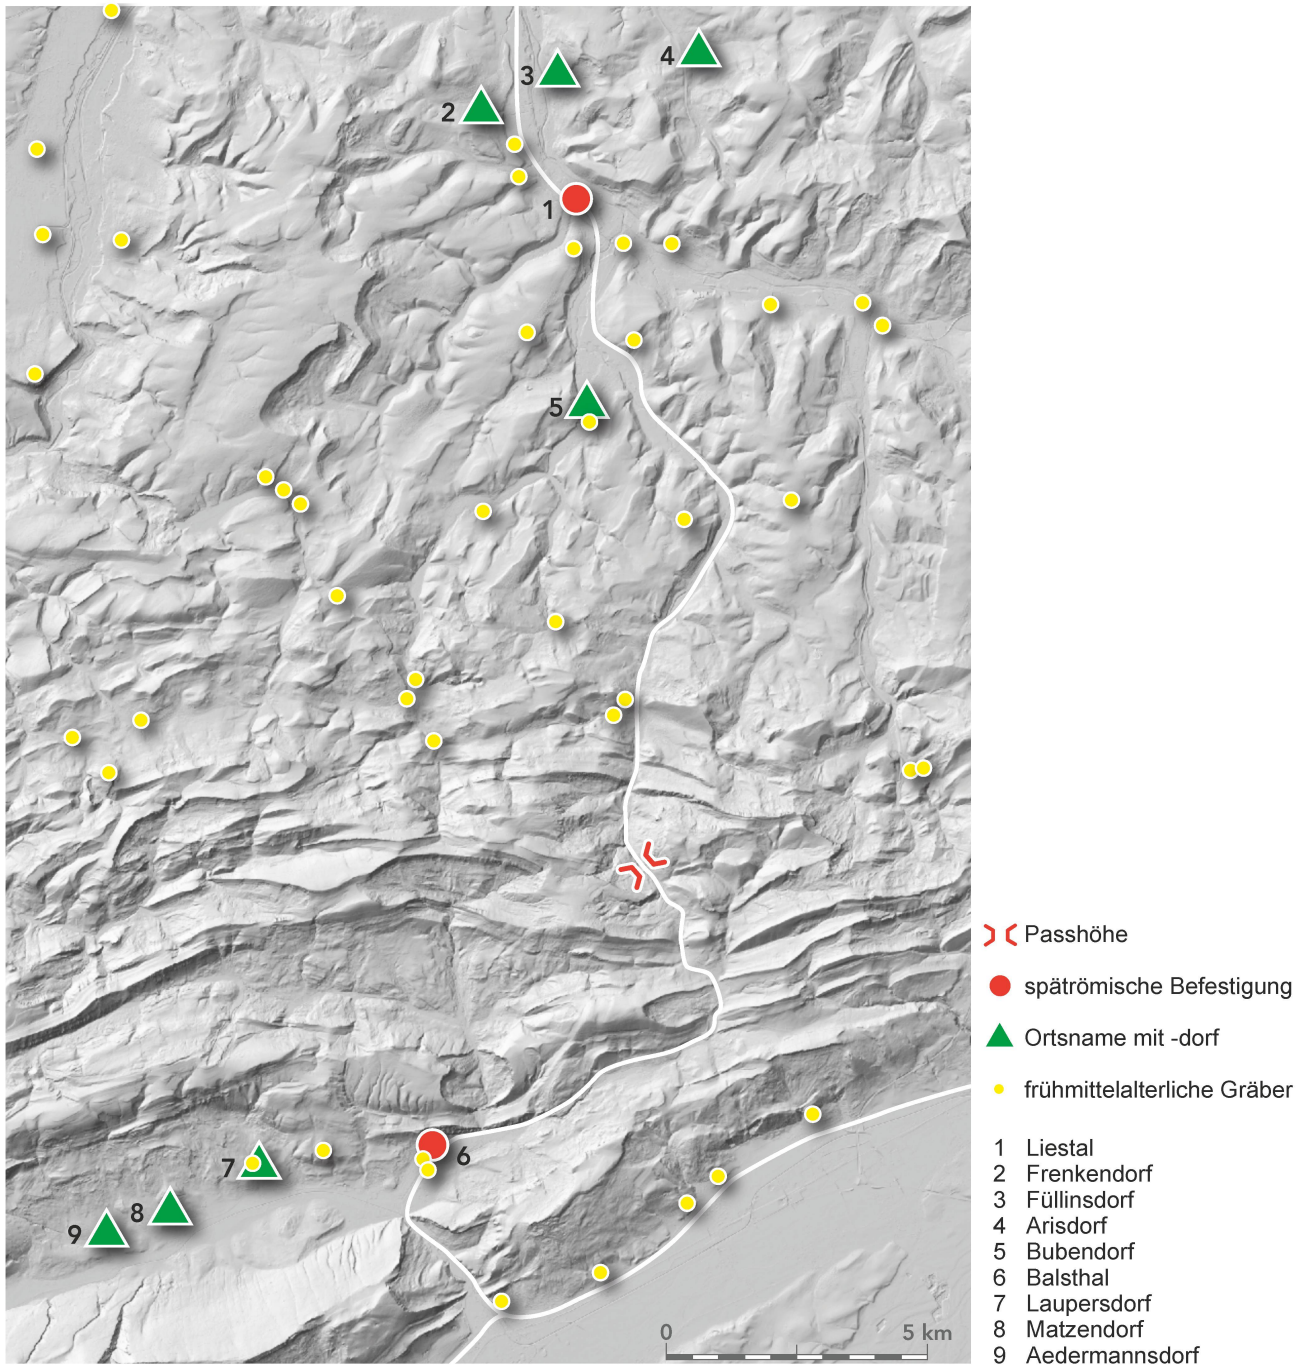 4
3
2
1
5
7
6
8
9
0 5 km
Passhöhe
spätrömische Befestigung
Ortsname mit -dorf
frühmittelalterliche Gräber
1 Liestal
2 Frenkendorf
3 Füllinsdorf
4 Arisdorf
5 Bubendorf
6 Balsthal
7 Laupersdorf
8 Matzendorf
9 Aedermannsdorf